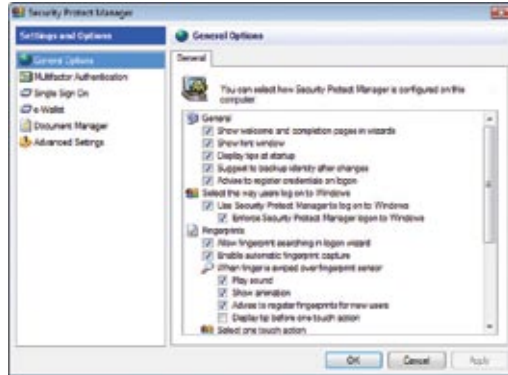 Security Protect Manager
Settings and Options
General Options
Multifactor Authentication
Single Sign On
e-Wallet
Document Manager
Advanced Settings
General Options
General
You can select how Security Protect Manager is configured on this
computer
General
Show welcome and completion pages in wizards
Show hint window
Display tips at startup
Suggest to backup identity after changes
Advise to register credentials on logon
Select the way users log on to Windows
Use Security Protect Manager to log on to Windows
Enforce Security Protect Manager logon to Windows
Fingerprints
Allow fingerprint searching in logon wizard
Enable automatic fingerprint capture
When finger is swiped over fingerprint sensor
Play sound
Show animation
Advise to register fingerprints for new users
Display tip before one touch action
Select one touch action
OK
Cancel
Apply